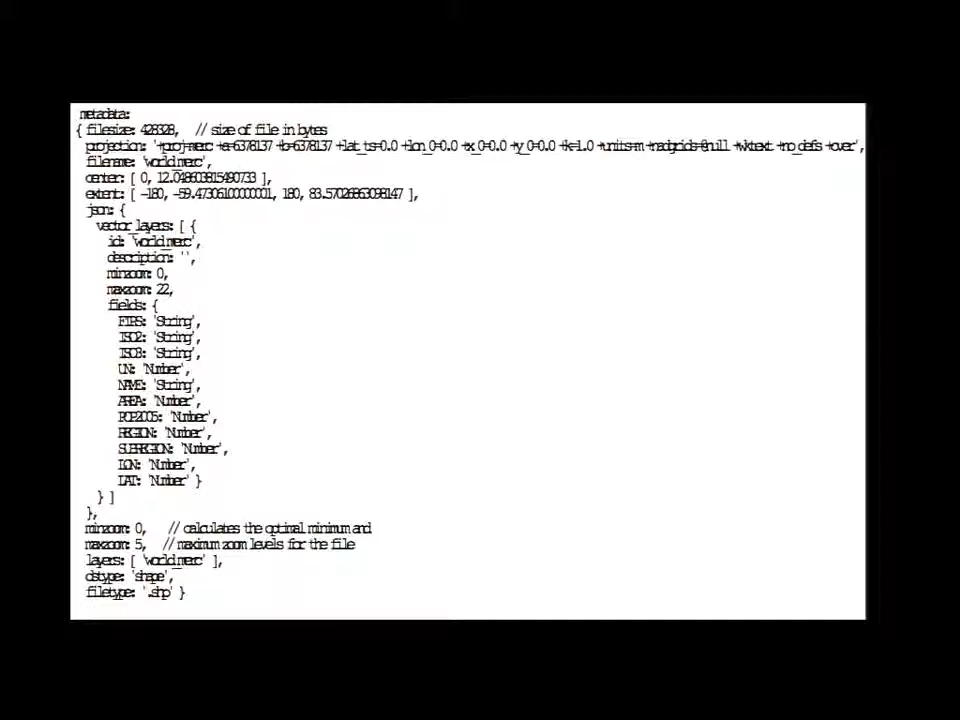 metadata:
{ filesize: 428328,   // size of file in bytes
projection: '+proj=merc +a=6378137 +b=6378137 +lat_ts=0.0 +lon_0=0.0 +x_0=0.0 +y_0=0.0 +k=1.0 +units=m +nadgrids=@null +wktext +no_defs +over',
filename: 'world_merc',
center: [ 0, 12.048603815490733 ],
extent: [ -180, -59.47306100000001, 180, 83.57026863098147 ],
json: {
vector_layers: [ {
id: 'world_merc',
description: '',
minzoom: 0,
maxzoom: 22,
fields: {
FIPS: 'String',
ISO2: 'String',
ISO3: 'String',
UN: 'Number',
NAME: 'String',
AREA: 'Number',
POP2005: 'Number',
REGION: 'Number',
SUBREGION: 'Number',
LON: 'Number',
LAT: 'Number' }
} ]
},
minzoom: 0,    // calculates the optimal minimum and
maxzoom: 5,   // maximum zoom levels for the file
layers: [ 'world_merc' ],
dstype: 'shape',
filetype: '.shp' }